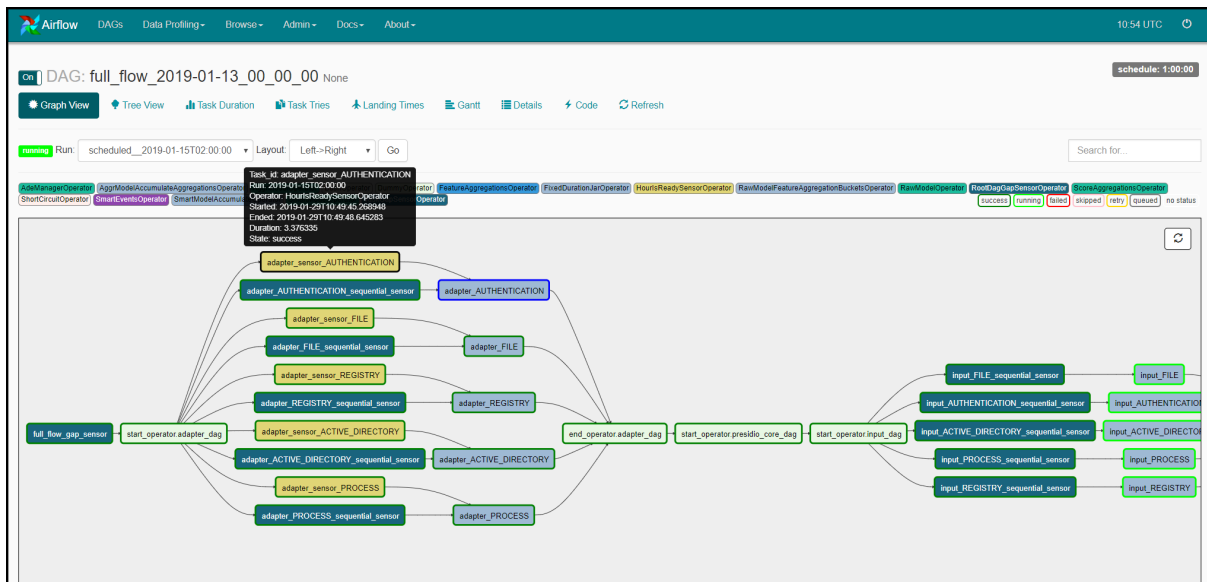 Airflow DAGs Data Profiling Browse Admin Docs About 10:54 UTC
On DAG: full_flow_2019-01-13_00_00_00 None schedule: 1:00:00
Graph View Tree View Task Duration Task Tries Landing Times Gantt Details Code Refresh
running Run: scheduled__2019-01-15T02:00:00 Layout: Left->Right Go Search for...
Task_id: adapter_sensor_AUTHENTICATION
Run: 2019-01-15T02:00:00
Operator: HourIsReadySensorOperator
Started: 2019-01-29T10:49:45.268948
Ended: 2019-01-29T10:49:48.645283
Duration: 3.376335
State: success
AdeManagerOperator AggrModelAccumulateAggregationsOperator FeatureAggregationsOperator FixedDurationJarOperator HourIsReadySensorOperator RawModelFeatureAggregationBucketsOperator RawModelOperator RootDagGapSensorOperator ScoreAggregationsOperator
ShortCircuitOperator SmartEventsOperator success running failed skipped retry queued no status
adapter_sensor_AUTHENTICATION
adapter_AUTHENTICATION_sequential_sensor adapter_AUTHENTICATION
adapter_sensor_FILE
adapter_FILE_sequential_sensor adapter_FILE
adapter_sensor_REGISTRY input_FILE_sequential_sensor input_FILE
adapter_REGISTRY_sequential_sensor adapter_REGISTRY input_AUTHENTICATION_sequential_sensor input_AUTHENTICATIO
full_flow_gap_sensor start_operator.adapter_dag adapter_sensor_ACTIVE_DIRECTORY end_operator.adapter_dag start_operator.presidio_core_dag start_operator.input_dag input_ACTIVE_DIRECTORY_sequential_sensor input_ACTIVE_DIRECTO
adapter_ACTIVE_DIRECTORY_sequential_sensor adapter_ACTIVE_DIRECTORY input_PROCESS_sequential_sensor input_PROCESS
adapter_sensor_PROCESS input_REGISTRY_sequential_sensor input_REGISTRY
adapter_PROCESS_sequential_sensor adapter_PROCESS